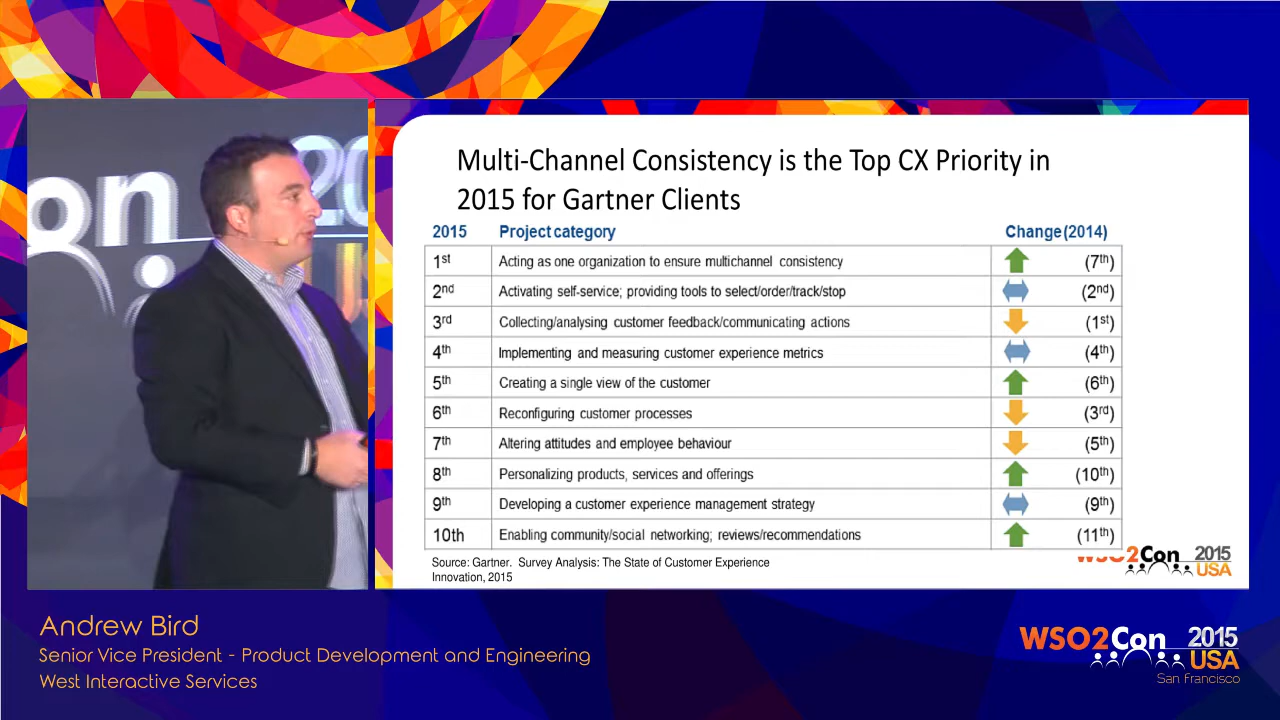 on 20
Multi-Channel Consistency is the Top CX Priority in
2015 for Gartner Clients
2015 Project category Change(2014)
1st Acting as one organization to ensure multichannel consistency (7th)
2nd Activating self-service; providing tools to select/order/track/stop (2nd)
3rd Collecting/analysing customer feedback/communicating actions (1st)
4th Implementing and measuring customer experience metrics (4th)
5th Creating a single view of the customer (6th)
6th Reconfiguring customer processes (3rd)
7th Altering attitudes and employee behaviour (5th)
8th Personalizing products, services and offerings (10th)
9th Developing a customer experience management strategy (9th)
10th Enabling community/social networking; reviews/recommendations (11th)
Source: Gartner. Survey Analysis: The State of Customer Experience
Innovation, 2015
WSO2Con 2015
USA
Andrew Bird
Senior Vice President - Product Development and Engineering
West Interactive Services
WSO2Con 2015
USA
San Francisco